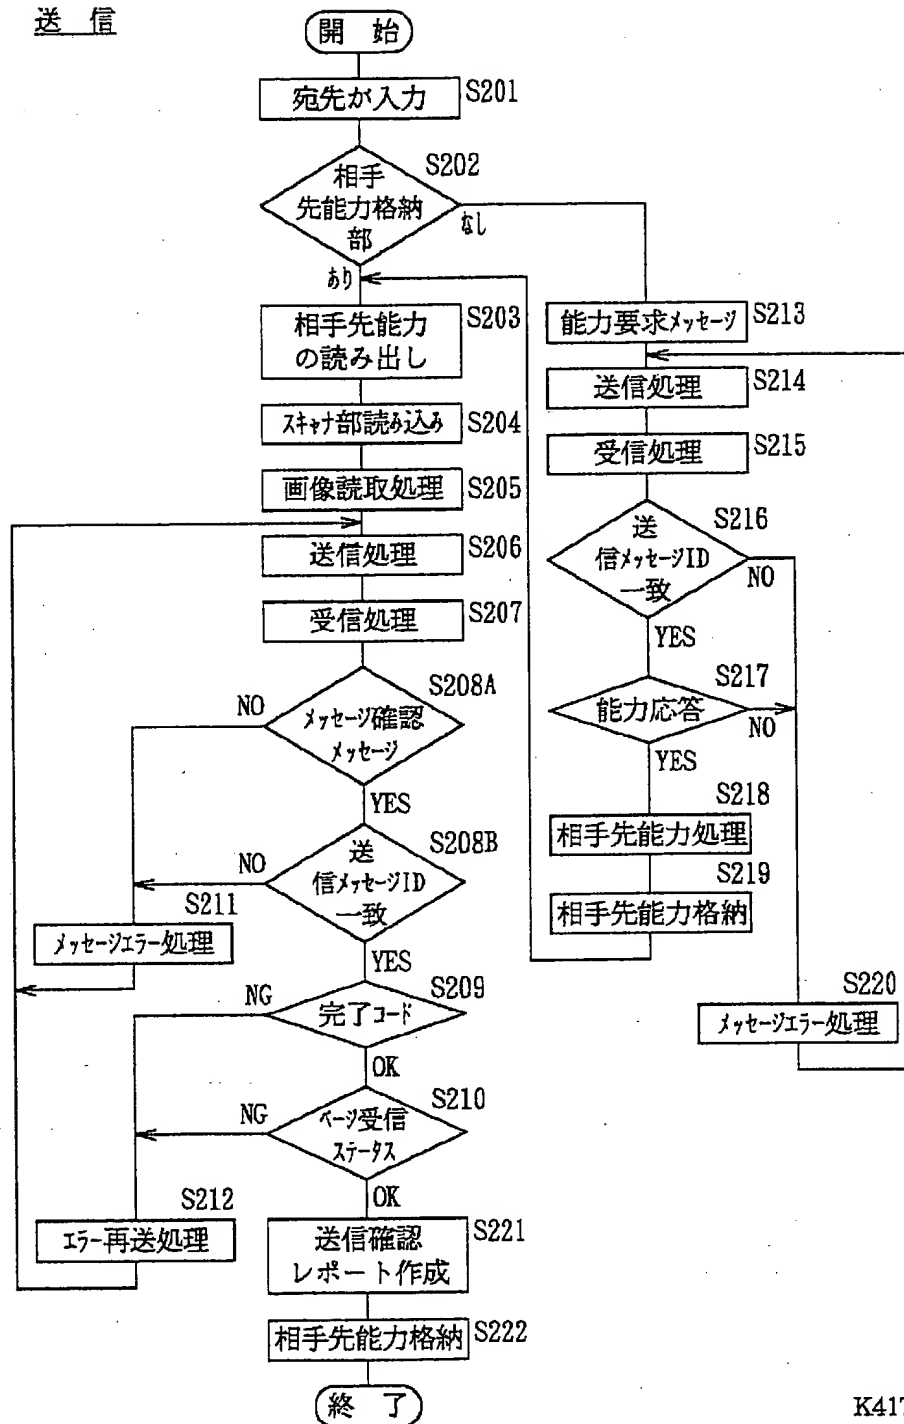 送 信
開 始
宛先が入力
S201
相手
先能力格納
部
S202
なし
あり
相手先能力
の読み出し
S203
スキャナ部読み込み
S204
画像読取処理
S205
送信処理
S206
受信処理
S207
メッセージ確認
メッセージ
S208A
NO
YES
送
信メッセージID
一致
S208B
NO
YES
S211
メッセージエラー処理
完了コード
S209
NG
OK
ページ受信
ステータス
S210
NG
OK
S212
エラー再送処理
送信確認
レポート作成
S221
相手先能力格納
S222
終 了
能力要求メッセージ
S213
送信処理
S214
受信処理
S215
送
信メッセージID
一致
S216
NO
YES
能力応答
S217
NO
YES
S218
相手先能力処理
S219
相手先能力格納
S220
メッセージエラー処理
K417